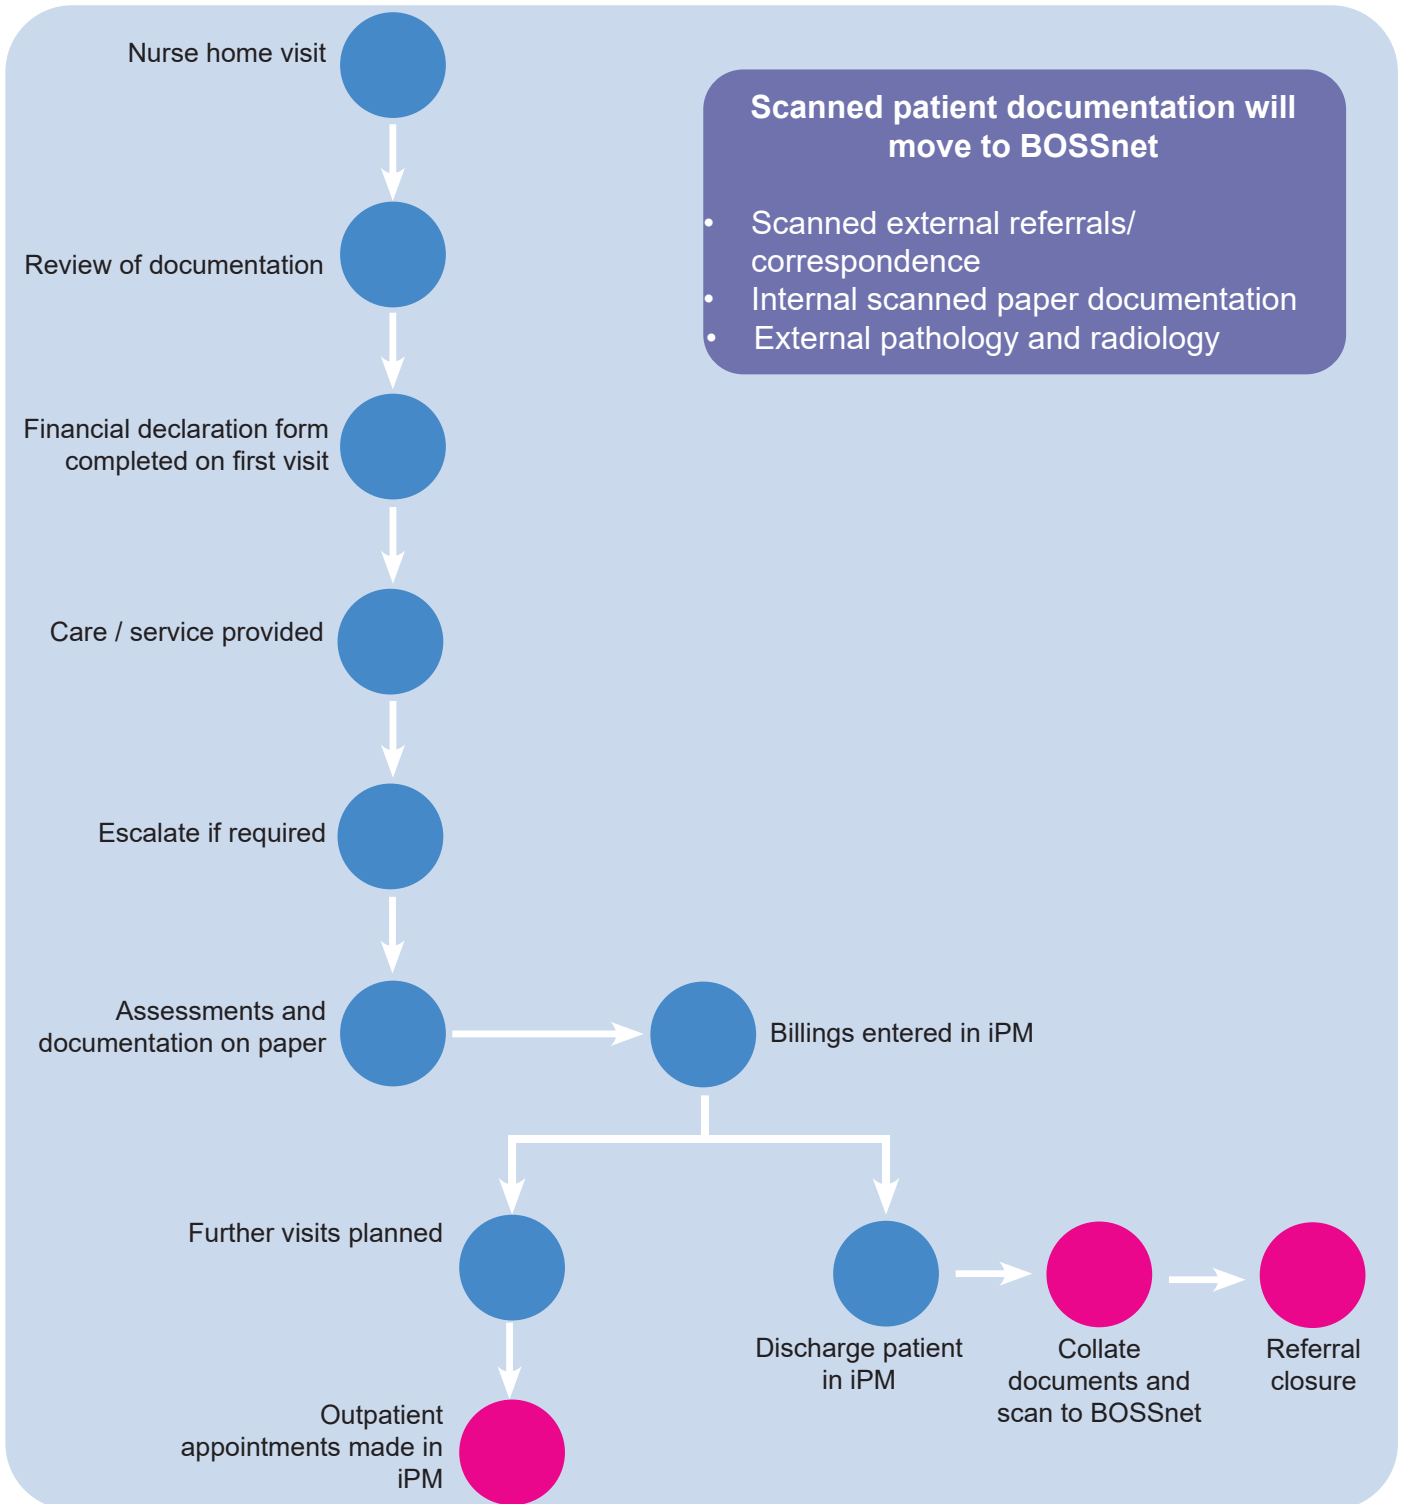 Nurse home visit
Scanned patient documentation will
move to BOSSnet
• Scanned external referrals/
correspondence
• Internal scanned paper documentation
• External pathology and radiology
Review of documentation
Financial declaration form
completed on first visit
Care / service provided
Escalate if required
Assessments and
documentation on paper
Billings entered in iPM
Further visits planned
Discharge patient
in iPM
Collate
documents and
scan to BOSSnet
Referral
closure
Outpatient
appointments made in
iPM